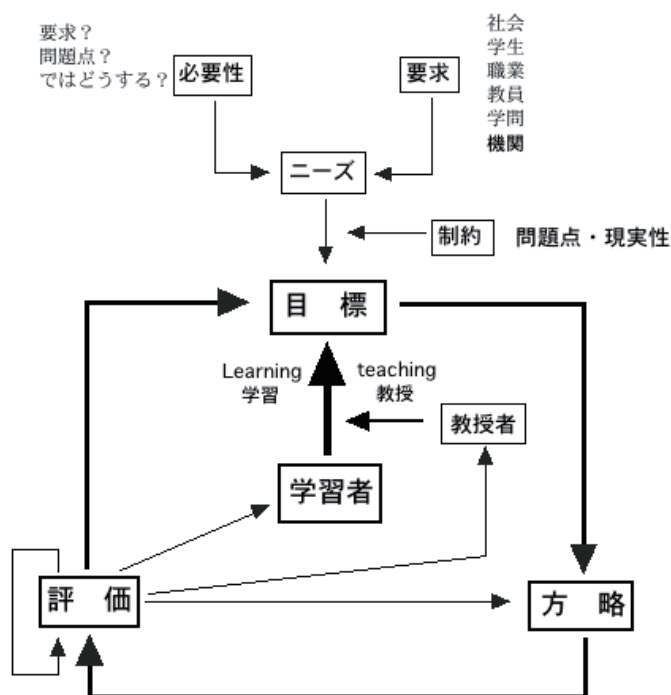 要求？
問題点？
ではどうする？
必要性
要求
社会
学生
職業
教員
学問
機関
ニーズ
制約
問題点・現実性
目 標
Learning
学習
teaching
教授
教授者
学習者
評 価
方 略